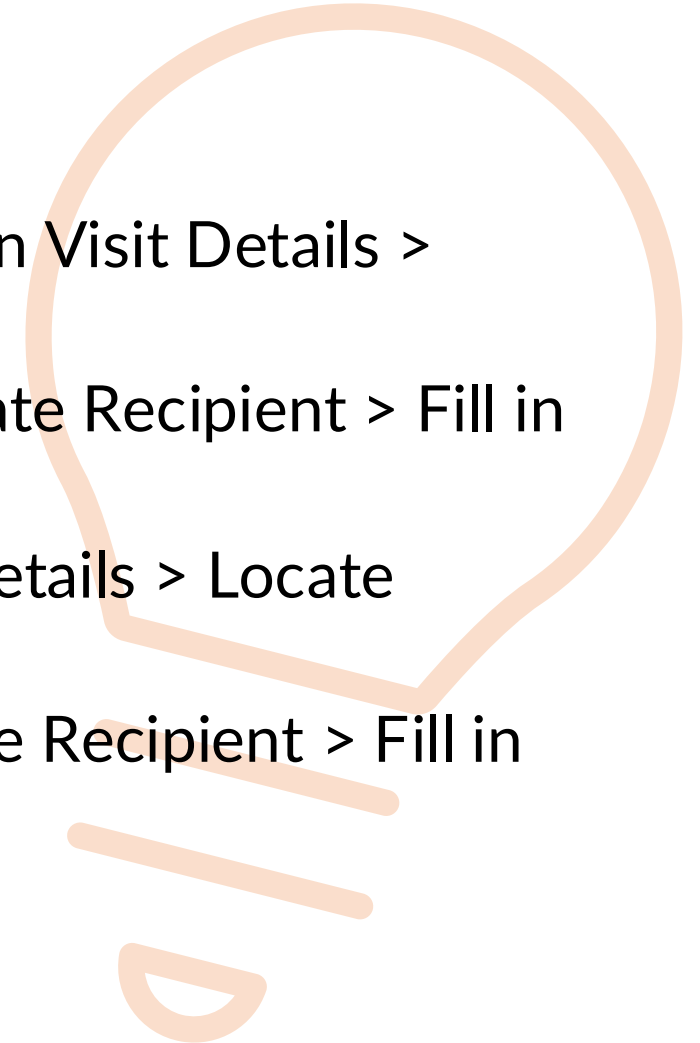 n Visit Details >
ate Recipient > Fill in
etails > Locate
e Recipient > Fill in